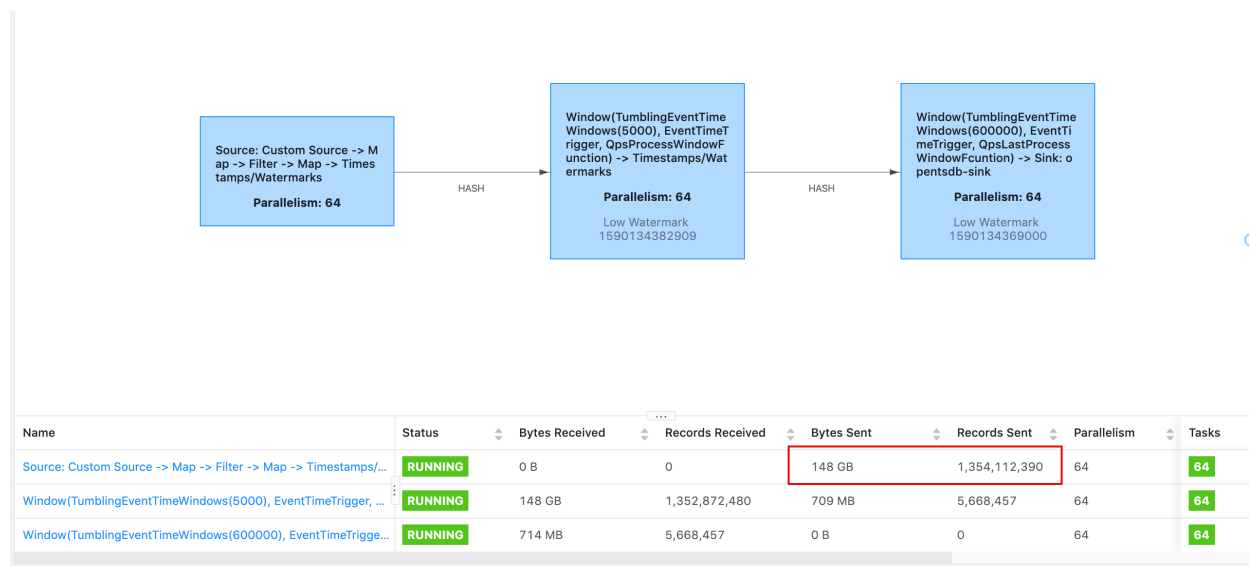 Source: Custom Source -> M
ap -> Filter -> Map -> Times
tamps/Watermarks
Parallelism: 64
HASH
Window(TumblingEventTime
Windows(5000), EventTimeT
rigger, QpsProcessWindowF
unction) -> Timestamps/Wat
ermarks
Parallelism: 64
Low Watermark
1590134382909
HASH
Window(TumblingEventTime
Windows(600000), EventTi
meTrigger, QpsLastProcess
WindowFcuntion) -> Sink: o
pentsdb-sink
Parallelism: 64
Low Watermark
1590134369000
Name Status Bytes Received Records Received Bytes Sent Records Sent Parallelism Tasks
Source: Custom Source -> Map -> Filter -> Map -> Timestamps/... RUNNING 0 B 0 148 GB 1,354,112,390 64 64
Window(TumblingEventTimeWindows(5000), EventTimeTrigger, ... RUNNING 148 GB 1,352,872,480 709 MB 5,668,457 64 64
Window(TumblingEventTimeWindows(600000), EventTimeTrigge... RUNNING 714 MB 5,668,457 0 B 0 64 64